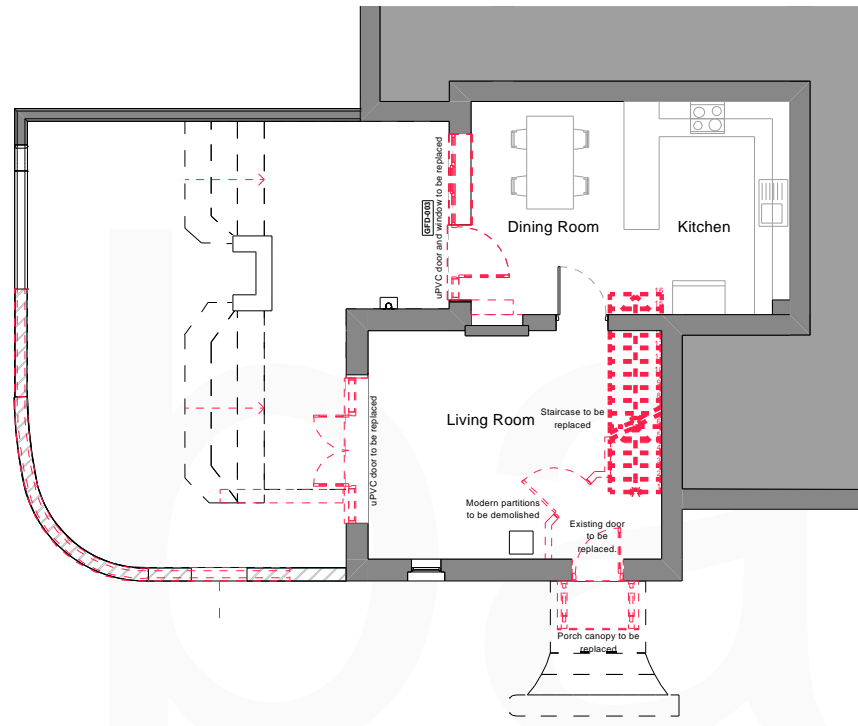 GFD-003
uPVC door and window to be replaced
Dining Room
Kitchen
uPVC door to be replaced
Living Room
Staircase to be
replaced
Modern partitions
to be demolished
Existing door
to be
replaced.
Porch canopy to be
replaced